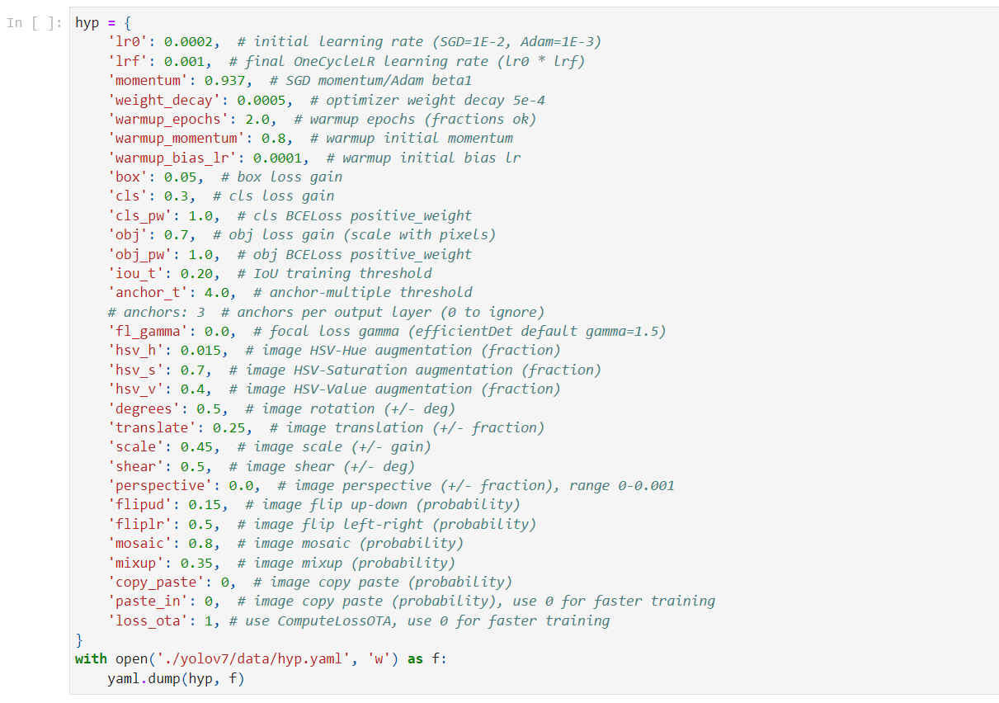 In [ ]: hyp = {
    'lr0': 0.0002,  # initial learning rate (SGD=1E-2, Adam=1E-3)
    'lrf': 0.001,  # final OneCycleLR learning rate (lr0 * lrf)
    'momentum': 0.937,  # SGD momentum/Adam beta1
    'weight_decay': 0.0005,  # optimizer weight decay 5e-4
    'warmup_epochs': 2.0,  # warmup epochs (fractions ok)
    'warmup_momentum': 0.8,  # warmup initial momentum
    'warmup_bias_lr': 0.0001,  # warmup initial bias lr
    'box': 0.05,  # box loss gain
    'cls': 0.3,  # cls loss gain
    'cls_pw': 1.0,  # cls BCELoss positive_weight
    'obj': 0.7,  # obj loss gain (scale with pixels)
    'obj_pw': 1.0,  # obj BCELoss positive_weight
    'iou_t': 0.20,  # IoU training threshold
    'anchor_t': 4.0,  # anchor-multiple threshold
    # anchors: 3  # anchors per output layer (0 to ignore)
    'fl_gamma': 0.0,  # focal loss gamma (efficientDet default gamma=1.5)
    'hsv_h': 0.015,  # image HSV-Hue augmentation (fraction)
    'hsv_s': 0.7,  # image HSV-Saturation augmentation (fraction)
    'hsv_v': 0.4,  # image HSV-Value augmentation (fraction)
    'degrees': 0.5,  # image rotation (+/- deg)
    'translate': 0.25,  # image translation (+/- fraction)
    'scale': 0.45,  # image scale (+/- gain)
    'shear': 0.5,  # image shear (+/- deg)
    'perspective': 0.0,  # image perspective (+/- fraction), range 0-0.001
    'flipud': 0.15,  # image flip up-down (probability)
    'fliplr': 0.5,  # image flip left-right (probability)
    'mosaic': 0.8,  # image mosaic (probability)
    'mixup': 0.35,  # image mixup (probability)
    'copy_paste': 0,  # image copy paste (probability)
    'paste_in': 0,  # image copy paste (probability), use 0 for faster training
    'loss_ota': 1, # use ComputeLossOTA, use 0 for faster training
}
with open('./yolov7/data/hyp.yaml', 'w') as f:
    yaml.dump(hyp, f)